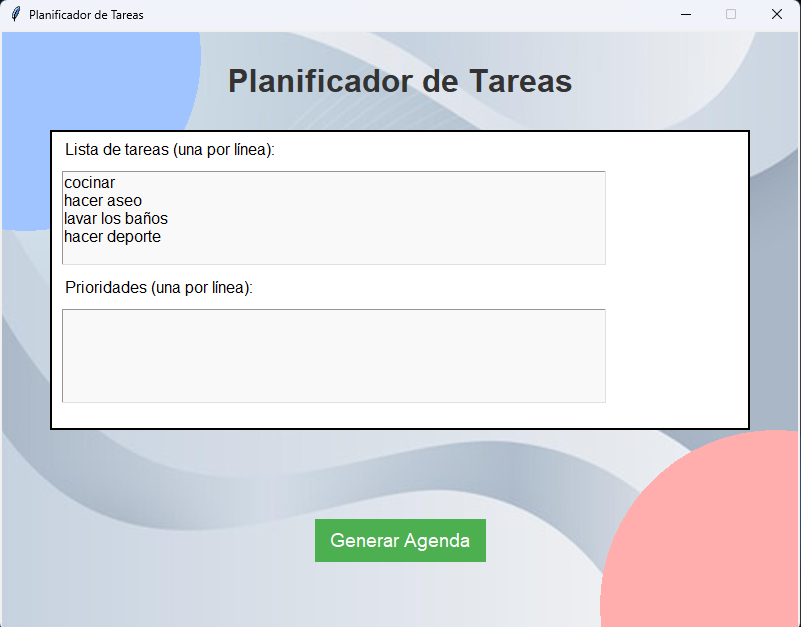 Planificador de Tareas
Planificador de Tareas
Lista de tareas (una por línea):
cocinar
hacer aseo
lavar los baños
hacer deporte
Prioridades (una por línea):
Generar Agenda